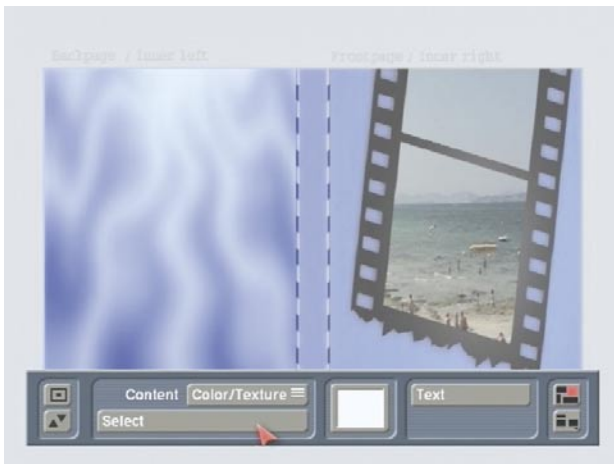 Backpage / Inner left
Frontpage / Inner right
Content Color/Texture
Text
Select